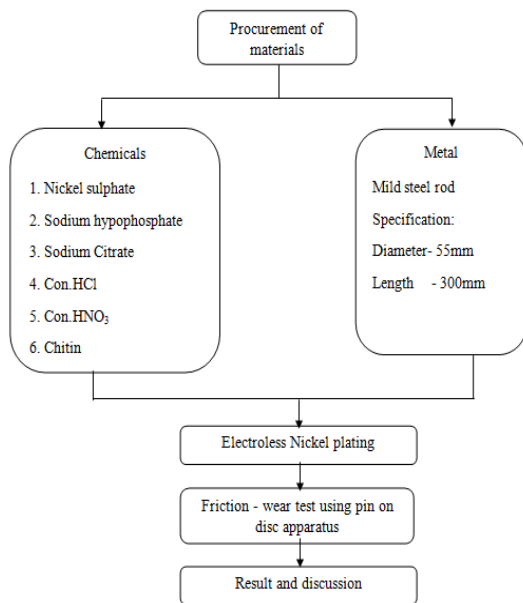 Procurement of
materials
Chemicals
1. Nickel sulphate
2. Sodium hypophosphate
3. Sodium Citrate
4. Con.HCl
5. Con.HNO₃
6. Chitin
Metal
Mild steel rod
Specification:
Diameter- 55mm
Length - 300mm
Electroless Nickel plating
Friction - wear test using pin on
disc apparatus
Result and discussion